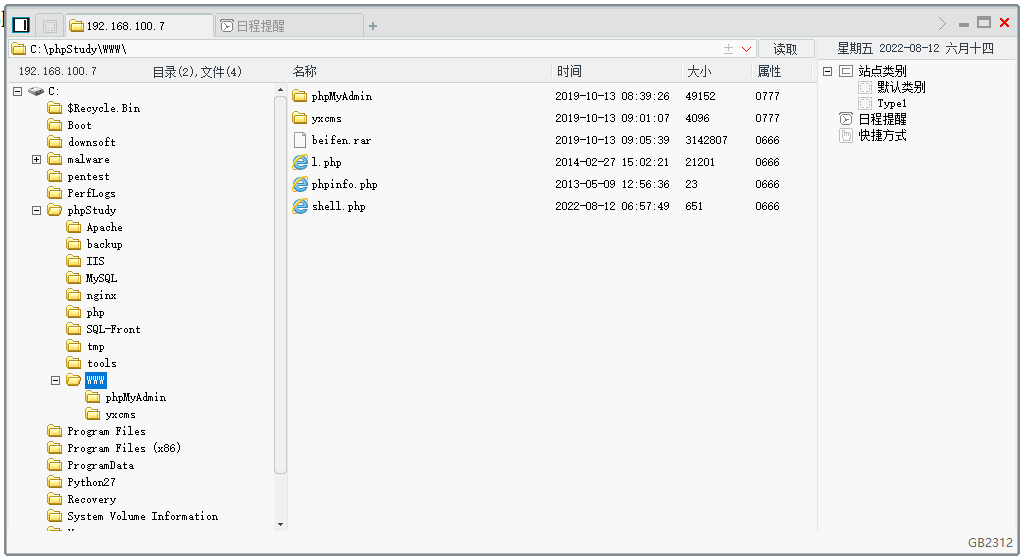 192.168.100.7 日程提醒 +
C:\phpStudy\WWW\ 读取 星期五 2022-08-12 六月十四
192.168.100.7 目录(2),文件(4) 名称 时间 大小 属性
C:
$Recycle.Bin
Boot
downsoft
malware
pentest
PerfLogs
phpStudy
Apache
backup
IIS
MySQL
nginx
php
SQL-Front
tmp
tools
WWW
phpMyAdmin
yxcms
Program Files
Program Files (x86)
ProgramData
Python27
Recovery
System Volume Information
phpMyAdmin 2019-10-13 08:39:26 49152 0777
yxcms 2019-10-13 09:01:07 4096 0777
beifen.rar 2019-10-13 09:05:39 3142807 0666
l.php 2014-02-27 15:02:21 21201 0666
phpinfo.php 2013-05-09 12:56:36 23 0666
shell.php 2022-08-12 06:57:49 651 0666
站点类别
默认类别
Type1
日程提醒
快捷方式
GB2312